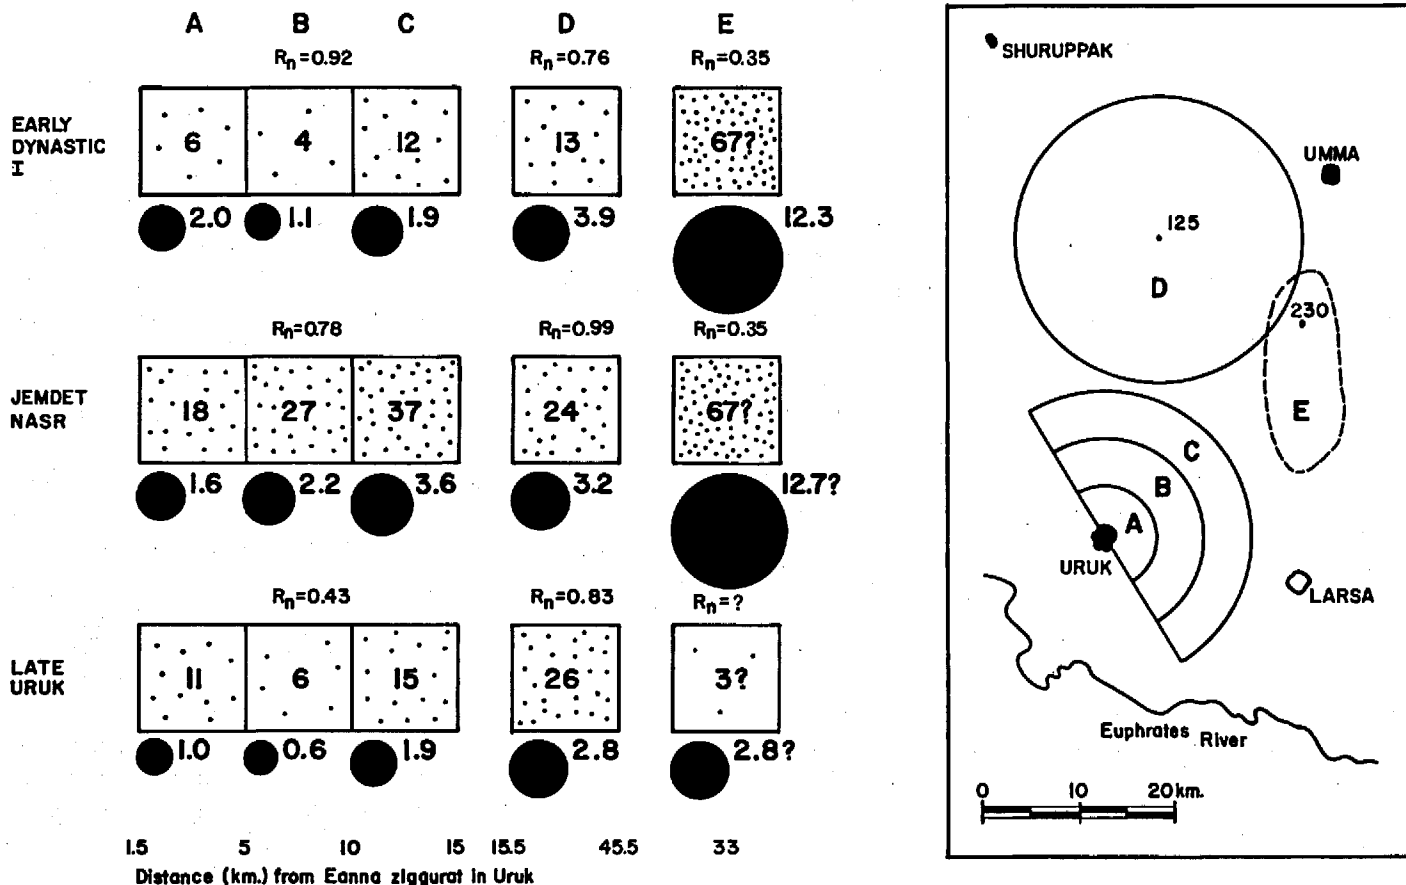 A B C D E
Rn=0.92 Rn=0.76 Rn=0.35
EARLY
DYNASTIC
I
6 4 12 13 67?
2.0 1.1 1.9 3.9 12.3
Rn=0.78 Rn=0.99 Rn=0.35
JEMDET
NASR
18 27 37 24 67?
1.6 2.2 3.6 3.2 12.7?
Rn=0.43 Rn=0.83 Rn=?
LATE
URUK
11 6 15 26 3?
1.0 0.6 1.9 2.8 2.8?
1.5 5 10 15 15.5 45.5 33
Distance (km.) from Eanna ziggurat in Uruk
SHURUPPAK
UMMA
125
D
230
E
C
B
A
URUK
LARSA
Euphrates River
0 10 20km.